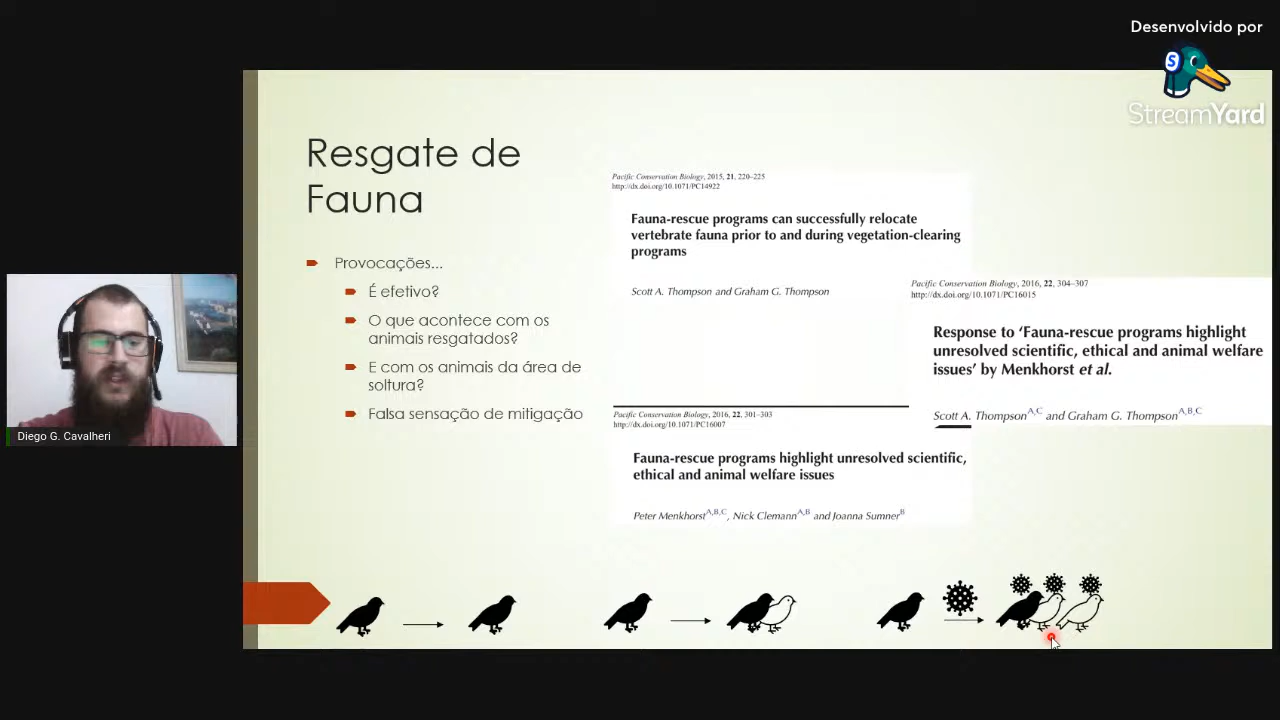 Desenvolvido por
S
StreamYard
Resgate de
Fauna
Provocações...
É efetivo?
O que acontece com os
animais resgatados?
E com os animais da área de
soltura?
Falsa sensação de mitigação
Pacific Conservation Biology, 2015, 21, 220–225
http://dx.doi.org/10.1071/PC14922
Fauna-rescue programs can successfully relocate
vertebrate fauna prior to and during vegetation-clearing
programs
Scott A. Thompson and Graham G. Thompson
Pacific Conservation Biology, 2016, 22, 304–307
http://dx.doi.org/10.1071/PC16015
Response to ‘Fauna-rescue programs highlight
unresolved scientific, ethical and animal welfare
issues’ by Menkhorst et al.
Scott A. Thompson A,C and Graham G. Thompson A,B,C
Pacific Conservation Biology, 2016, 22, 301–303
http://dx.doi.org/10.1071/PC16007
Fauna-rescue programs highlight unresolved scientific,
ethical and animal welfare issues
Peter Menkhorst A,B,C, Nick Clemann A,B and Joanna Sumner B
Diego G. Cavalheri